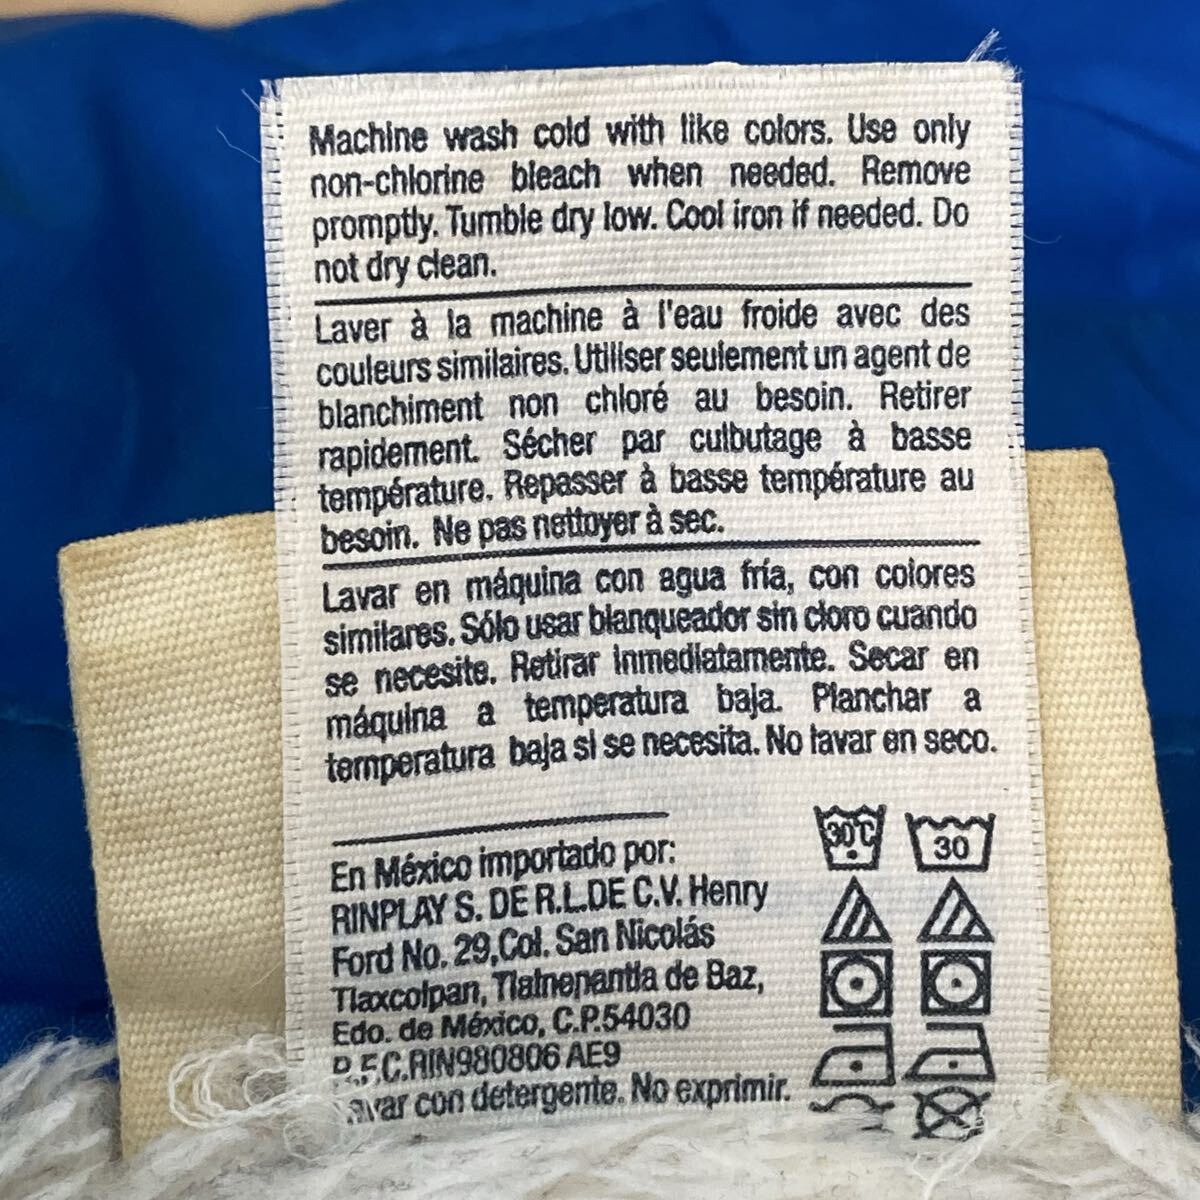 Machine wash cold with like colors. Use only
non-chlorine bleach when needed. Remove
promptly. Tumble dry low. Cool iron if needed. Do
not dry clean.
Laver à la machine à l'eau froide avec des
couleurs similaires. Utiliser seulement un agent de
blanchiment non chloré au besoin. Retirer
rapidement. Sécher par culbutage à basse
température. Repasser à basse température au
besoin. Ne pas nettoyer à sec.
Lavar en máquina con agua fría, con colores
similares. Sólo usar blanqueador sin cloro cuando
se necesite. Retirar inmediatamente. Secar en
máquina a temperatura baja. Planchar a
temperatura baja si se necesita. No lavar en seco.
En México importado por:
RINPLAY S. DE R.L.DE C.V. Henry
Ford No. 29,Col. San Nicolás
Tlaxcolpan, Tlalnepantla de Baz,
Edo. de México, C.P.54030
R.F.C.RIN980806 AE9
Lavar con detergente. No exprimir.
30°C
30